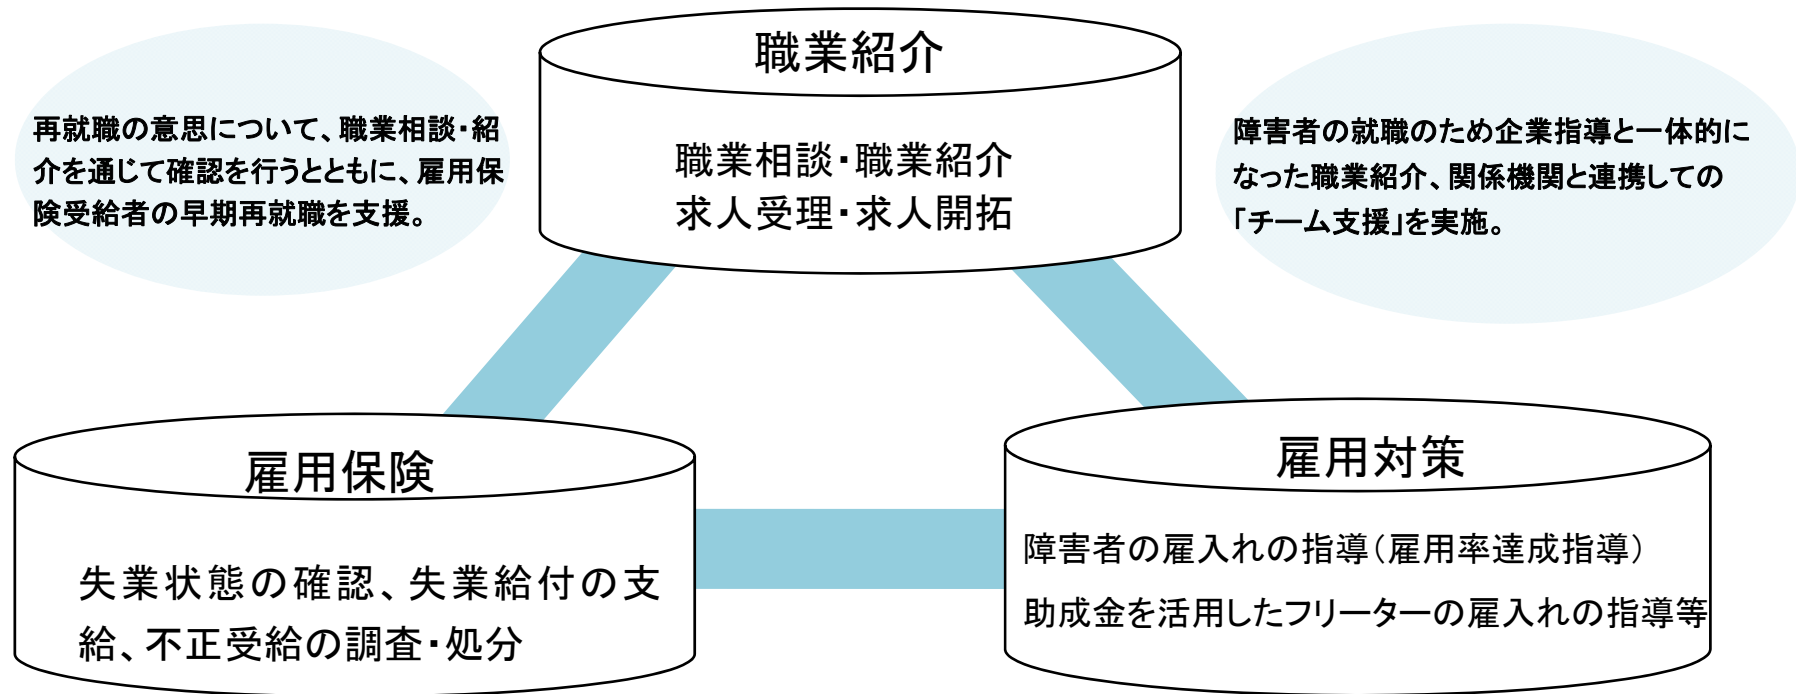 職業紹介
職業相談・職業紹介
求人受理・求人開拓
再就職の意思について、職業相談・紹
介を通じて確認を行うとともに、雇用保
険受給者の早期再就職を支援。
障害者の就職のため企業指導と一体的に
なった職業紹介、関係機関と連携しての
「チーム支援」を実施。
雇用保険
失業状態の確認、失業給付の支
給、不正受給の調査・処分
雇用対策
障害者の雇入れの指導（雇用率達成指導）
助成金を活用したフリーターの雇入れの指導等